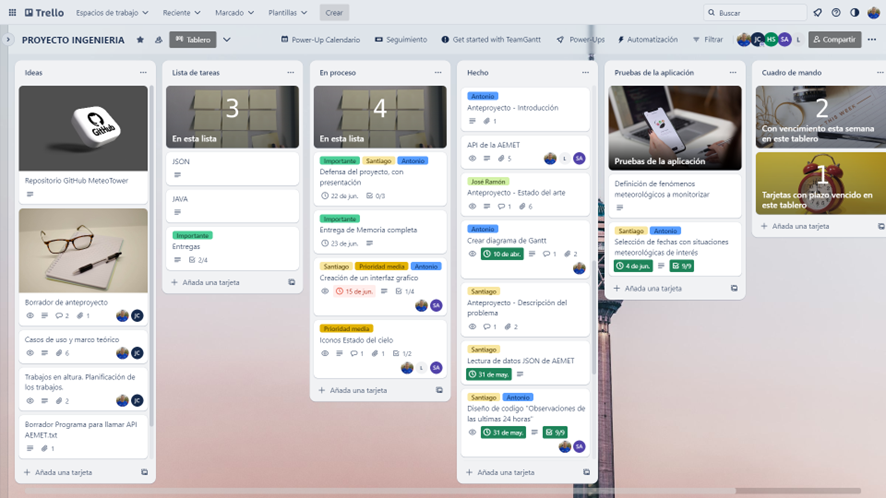 Trello
Espacios de trabajo
Reciente
Marcado
Plantillas
Crear
Buscar
PROYECTO INGENIERIA
Tablero
Power-Up Calendario
Seguimiento
Get started with TeamGantt
Power-Ups
Automatización
Filtrar
JC
HS
SA
L
Compartir
Ideas
GitHub
Repositorio GitHub MeteoTower
Borrador de anteproyecto
2
1
JC
Casos de uso y marco teórico
6
JC
Trabajos en altura. Planificación de
los trabajos.
2
JC
Borrador Programa para llamar API
AEMET.txt
1
Añada una tarjeta
Lista de tareas
3
En esta lista
JSON
JAVA
Importante
Entregas
2/4
Añada una tarjeta
En proceso
4
En esta lista
Importante Santiago Antonio
Defensa del proyecto, con
presentación
22 de jun. 0/3
Importante
Entrega de Memoria completa
23 de jun.
Santiago Prioridad media Antonio
Creación de un interfaz grafico
15 de jun. 1/4
SA
Prioridad media
Iconos Estado del cielo
1 1 1/2
L SA
Añada una tarjeta
Hecho
Antonio
Anteproyecto - Introducción
1
API de la AEMET
5 L SA
José Ramón
Anteproyecto - Estado del arte
1 6
Antonio
Crear diagrama de Gantt
10 de abr. 1 2
Santiago
Anteproyecto - Descripción del
problema
1 2
Santiago
Lectura de datos JSON de AEMET
31 de may.
Santiago Antonio
Diseño de codigo "Observaciones de
las ultimas 24 horas"
31 de may. 9/9
SA
Añada una tarjeta
Pruebas de la aplicación
Pruebas de la aplicación
Definición de fenómenos
meteorológicos a monitorizar
Santiago Antonio
Selección de fechas con situaciones
meteorológicas de interés
4 de jun. 9/9
Añada una tarjeta
Cuadro de mando
2
Con vencimiento esta semana
en este tablero
1
Tarjetas con plazo vencido en
este tablero
Añada una tarjeta